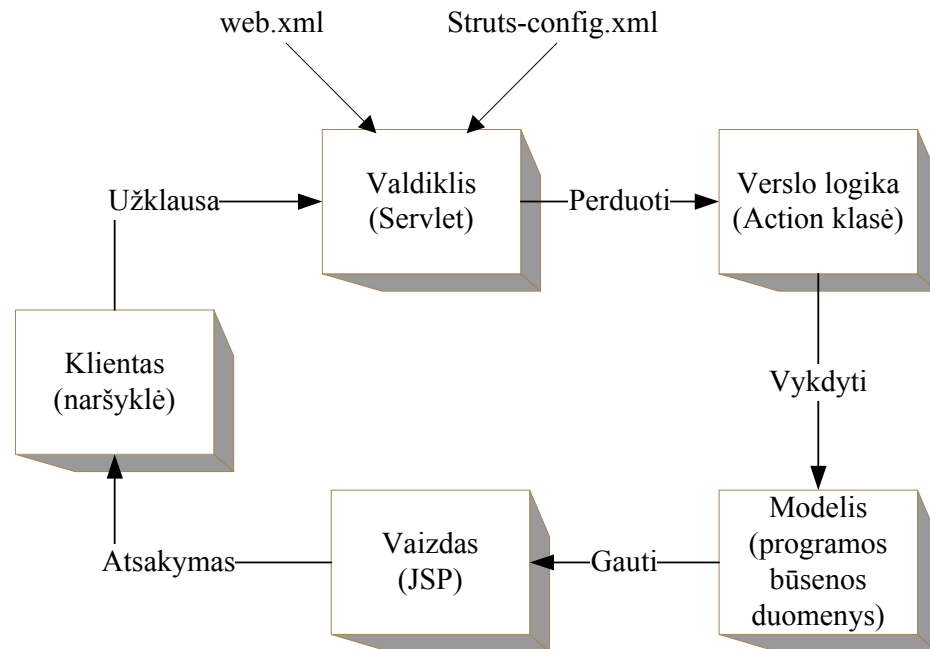 web.xml
Struts-config.xml
Valdiklis
(Servlet)
Verslo logika
(Action klasė)
Užklausa
Perduoti
Klientas
(naršyklė)
Vykdyti
Modelis
(programos
būsenos
duomenys)
Vaizdas
(JSP)
Atsakymas
Gauti